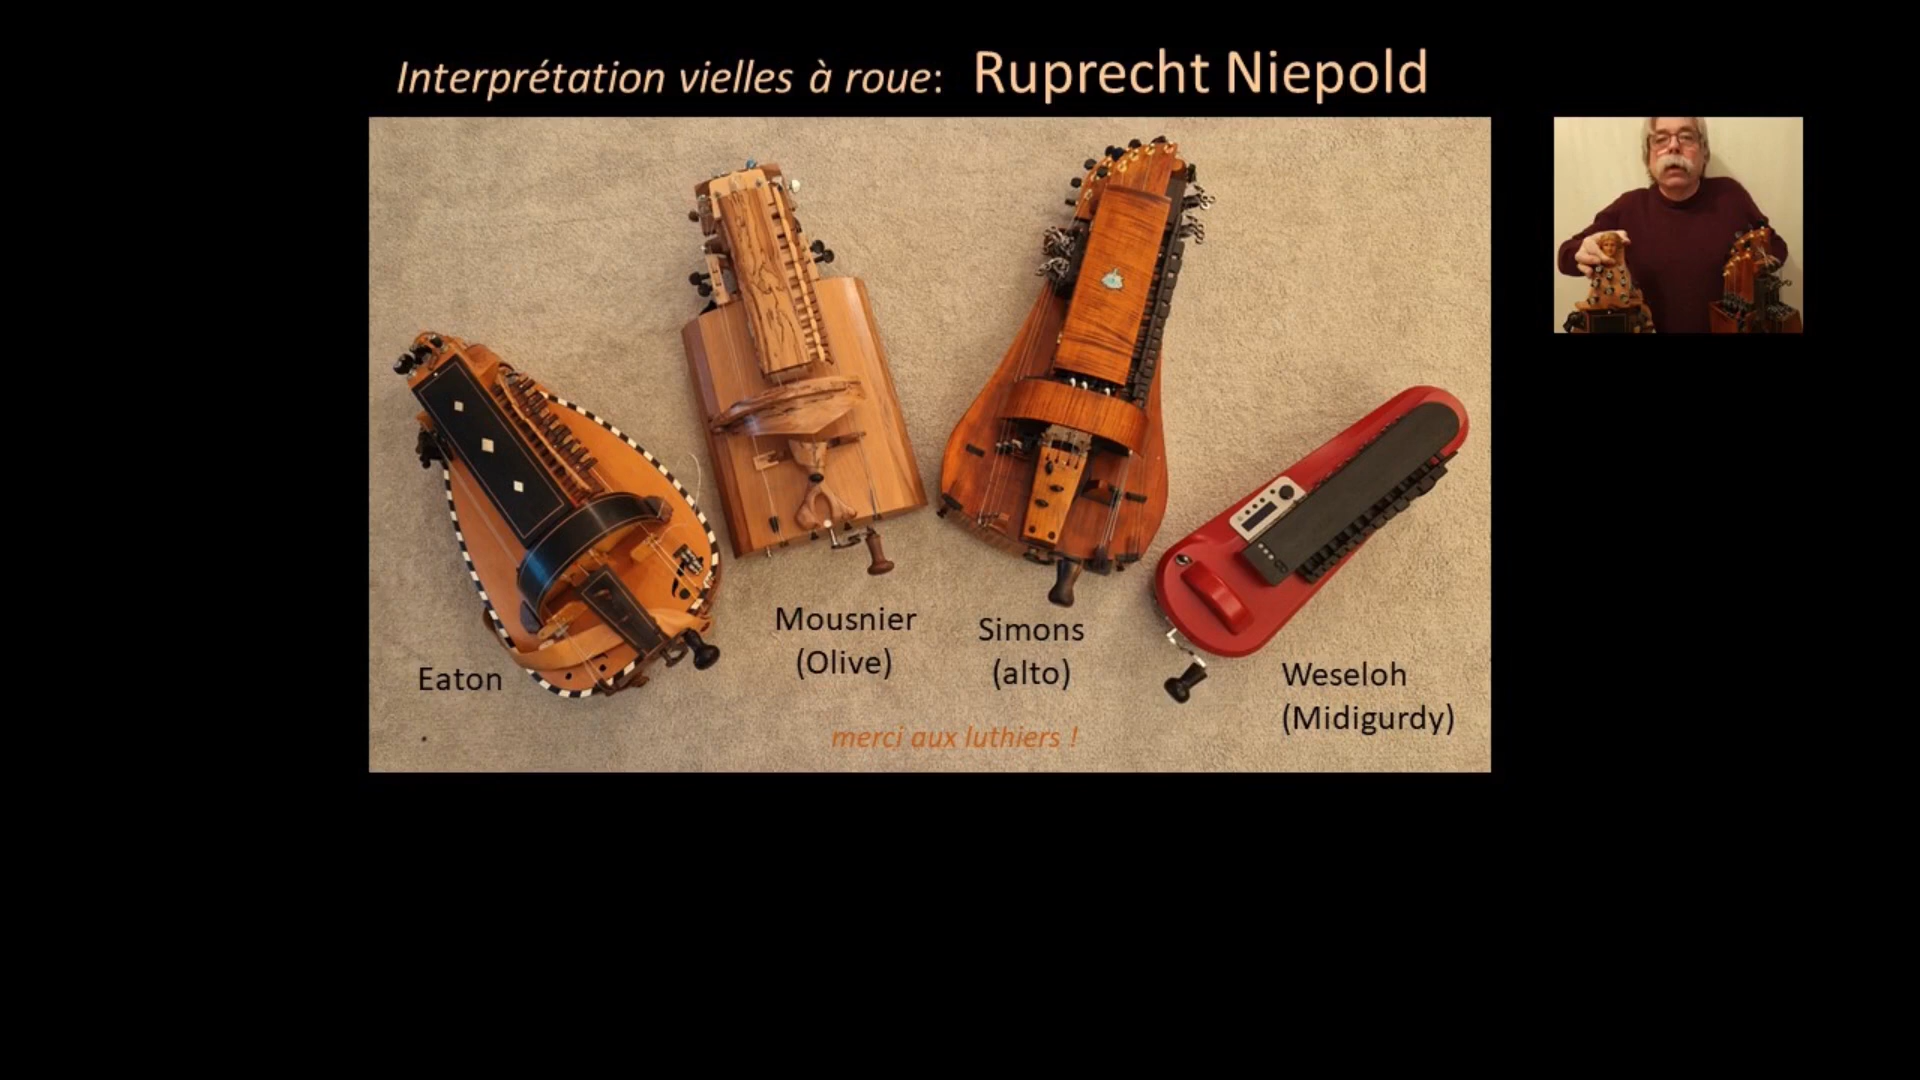 Interprétation vielles à roue: Ruprecht Niepold
Eaton
Mousnier
(Olive)
Simons
(alto)
Weseloh
(Midigurdy)
merci aux luthiers !